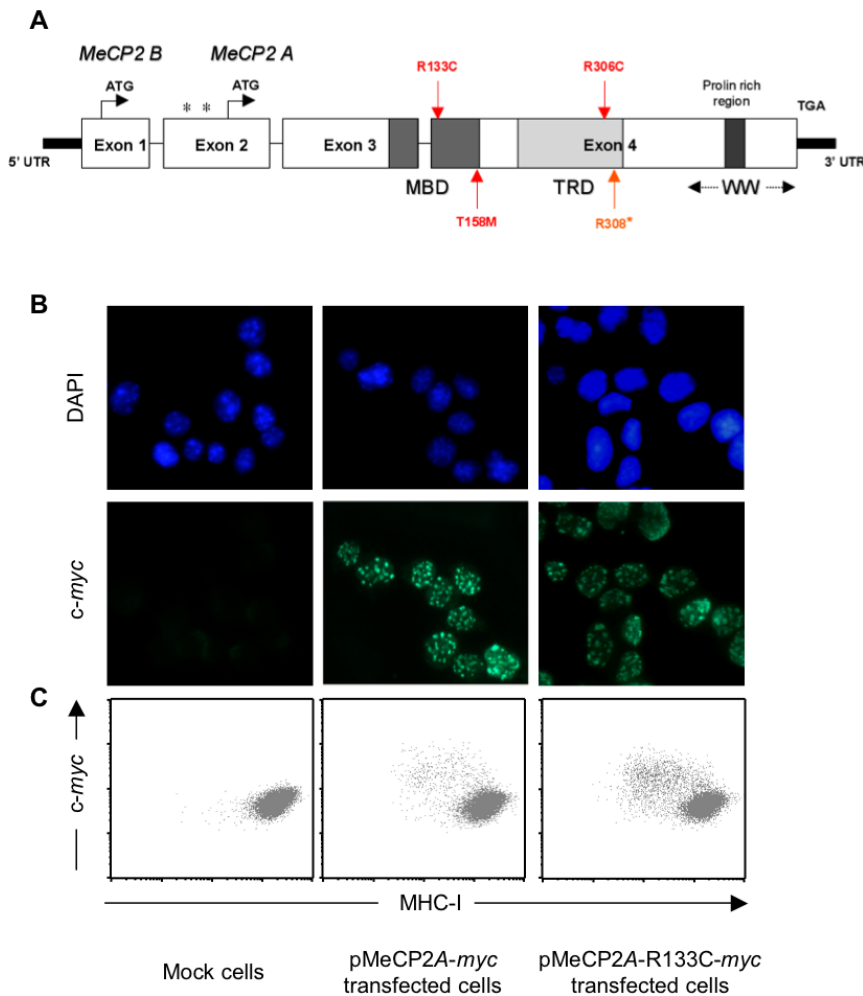 A
MeCP2 B
MeCP2 A
ATG
* *
ATG
R133C
R306C
Prolin rich
region
TGA
5' UTR
Exon 1
Exon 2
Exon 3
Exon 4
3' UTR
MBD
TRD
WW
T158M
R308*
B
DAPI
c-myc
C
c-myc
MHC-I
Mock cells
pMeCP2A-myc
transfected cells
pMeCP2A-R133C-myc
transfected cells